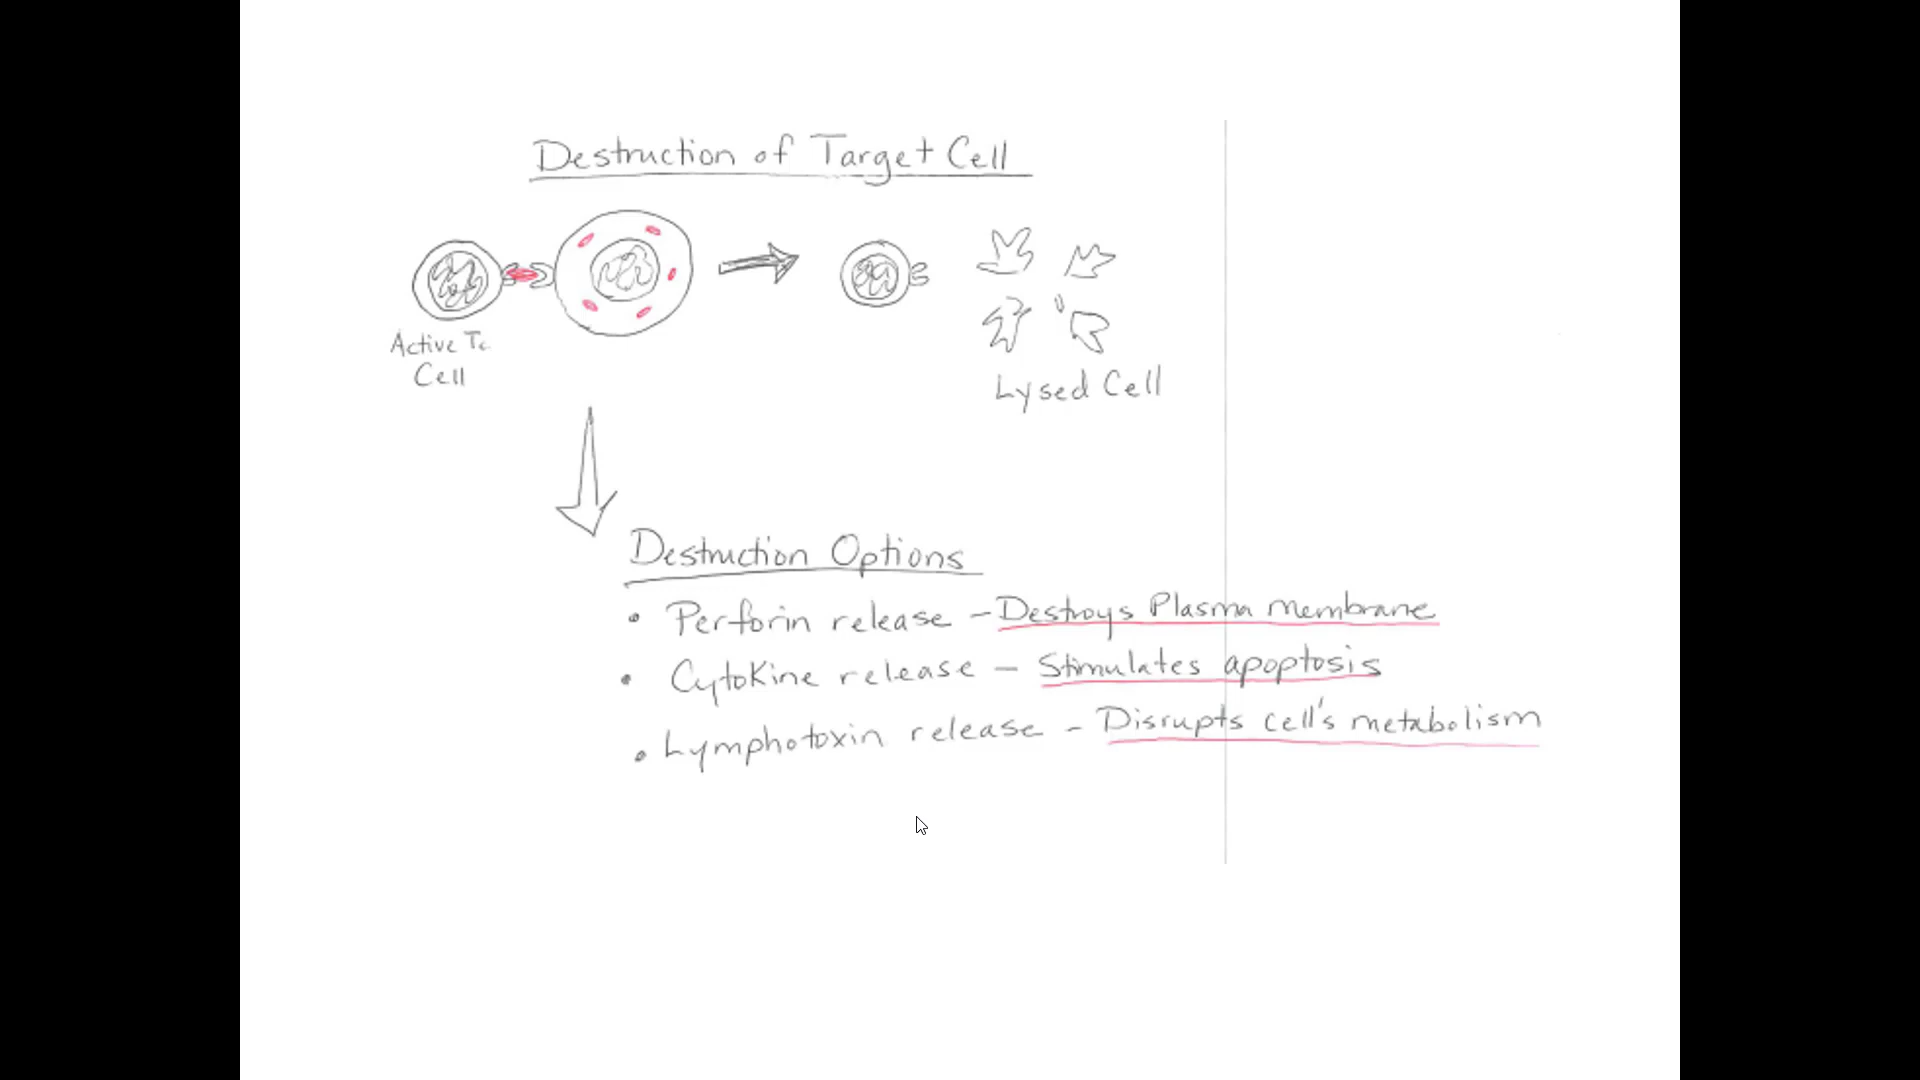 Destruction of Target Cell
Active Tc
Cell
Lysed Cell
Destruction Options
• Perforin release - Destroys Plasma membrane
• Cytokine release - Stimulates apoptosis
• Lymphotoxin release - Disrupts cell's metabolism